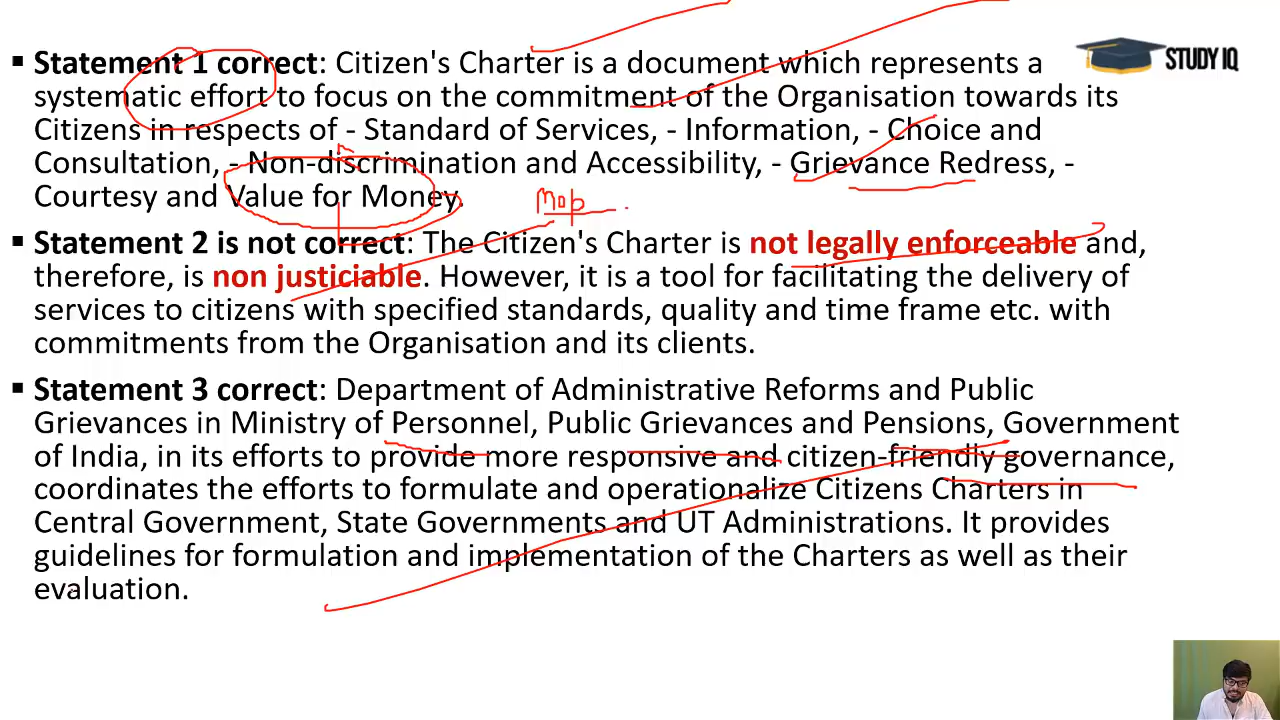 ▪ Statement 1 correct: Citizen's Charter is a document which represents a
systematic effort to focus on the commitment of the Organisation towards its
Citizens in respects of - Standard of Services, - Information, - Choice and
Consultation, - Non-discrimination and Accessibility, - Grievance Redress, -
Courtesy and Value for Money.
▪ Statement 2 is not correct: The Citizen's Charter is not legally enforceable and,
therefore, is non justiciable. However, it is a tool for facilitating the delivery of
services to citizens with specified standards, quality and time frame etc. with
commitments from the Organisation and its clients.
▪ Statement 3 correct: Department of Administrative Reforms and Public
Grievances in Ministry of Personnel, Public Grievances and Pensions, Government
of India, in its efforts to provide more responsive and citizen-friendly governance,
coordinates the efforts to formulate and operationalize Citizens Charters in
Central Government, State Governments and UT Administrations. It provides
guidelines for formulation and implementation of the Charters as well as their
evaluation.
STUDY IQ